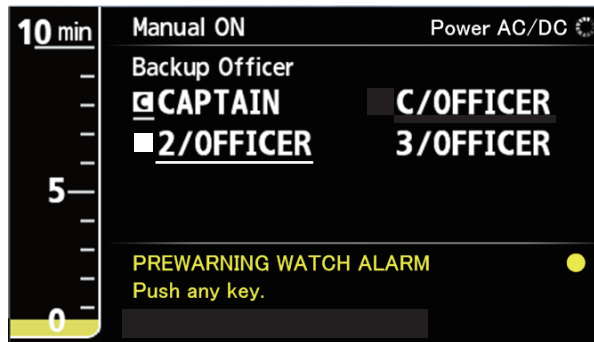 10 min
Manual ON Power AC/DC
Backup Officer
C CAPTAIN C/OFFICER
2/OFFICER 3/OFFICER
5
PREWARNING WATCH ALARM
Push any key.
0